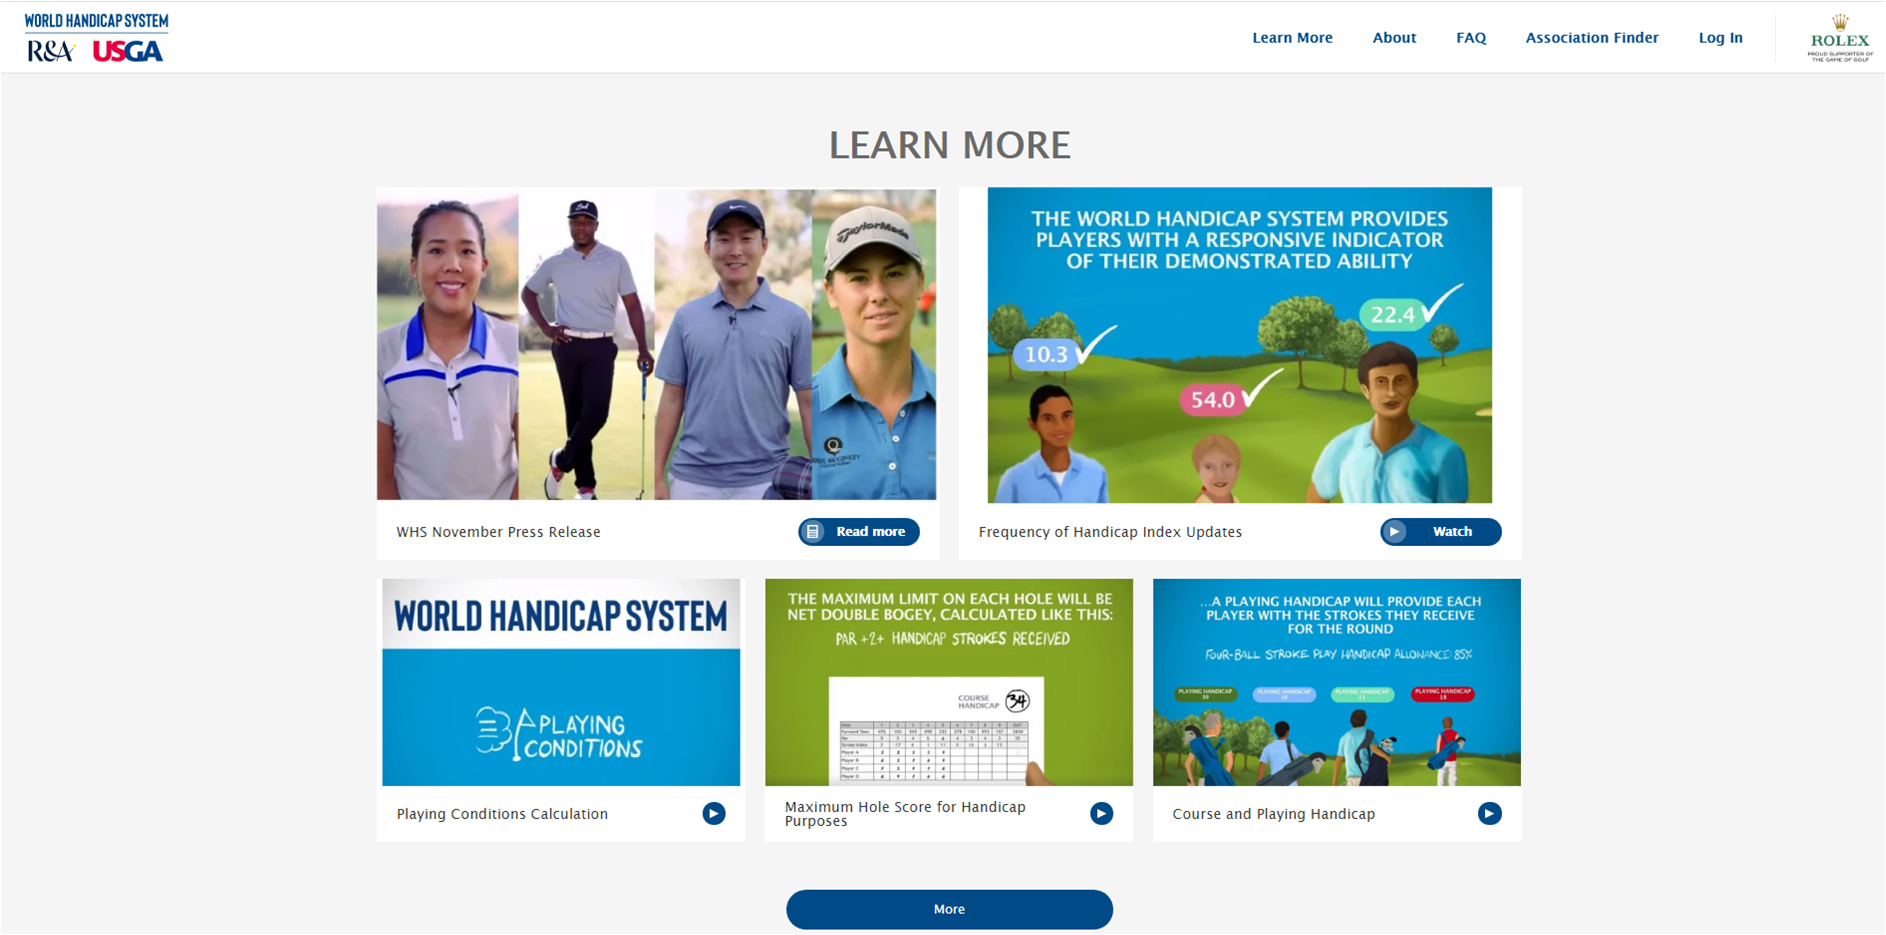 WORLD HANDICAP SYSTEM
R&A USGA
Learn More
About
FAQ
Association Finder
Log In
ROLEX
PROUD SUPPORTER OF
THE GAME OF GOLF
LEARN MORE
TaylorMade
THE WORLD HANDICAP SYSTEM PROVIDES
PLAYERS WITH A RESPONSIVE INDICATOR
OF THEIR DEMONSTRATED ABILITY
22.4
10.3
54.0
WHS November Press Release
Read more
Frequency of Handicap Index Updates
Watch
WORLD HANDICAP SYSTEM
PLAYING
CONDITIONS
THE MAXIMUM LIMIT ON EACH HOLE WILL BE
NET DOUBLE BOGEY, CALCULATED LIKE THIS:
PAR +2+ HANDICAP STROKES RECEIVED
COURSE
HANDICAP 34
...A PLAYING HANDICAP WILL PROVIDE EACH
PLAYER WITH THE STROKES THEY RECEIVE
FOR THE ROUND
FOUR-BALL STROKE PLAY HANDICAP ALLOWANCE: 85%
PLAYING HANDICAP
PLAYING HANDICAP
PLAYING HANDICAP
PLAYING HANDICAP
Playing Conditions Calculation
Maximum Hole Score for Handicap
Purposes
Course and Playing Handicap
More